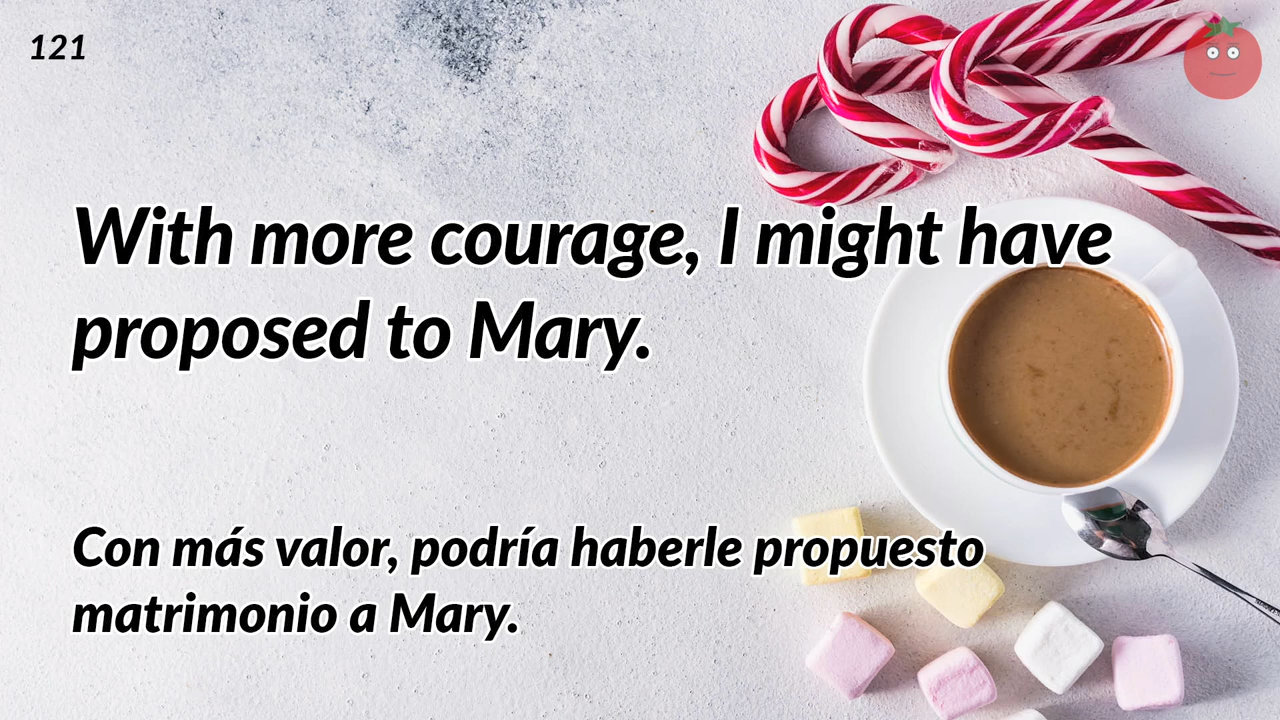 121
With more courage, I might have
proposed to Mary.
Con más valor, podría haberle propuesto
matrimonio a Mary.